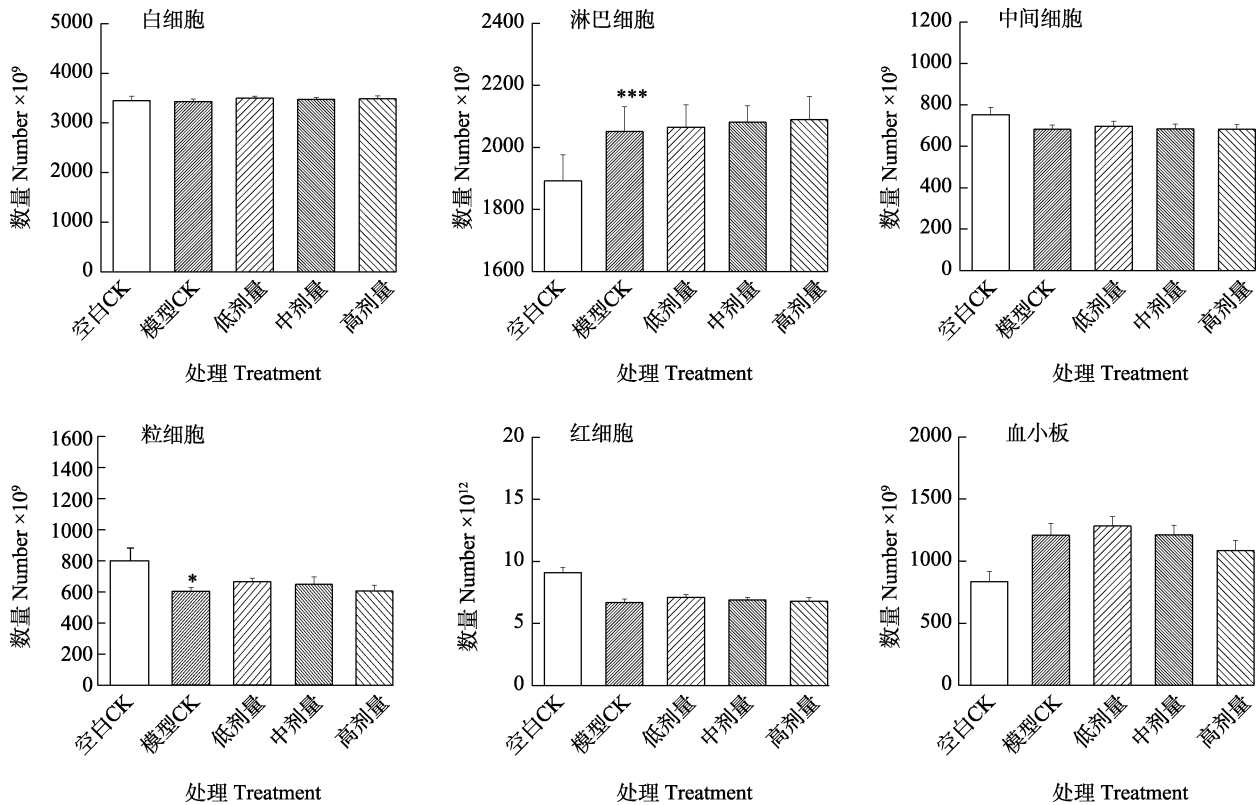 白细胞
数量 Number ×10⁹
5000
4000
3000
2000
1000
0
空白CK
模型CK
低剂量
中剂量
高剂量
处理 Treatment
淋巴细胞
数量 Number ×10⁹
2400
2200
2000
1800
1600
***
空白CK
模型CK
低剂量
中剂量
高剂量
处理 Treatment
中间细胞
数量 Number ×10⁹
1200
1000
800
600
400
200
0
空白CK
模型CK
低剂量
中剂量
高剂量
处理 Treatment
粒细胞
数量 Number ×10⁹
1600
1400
1200
1000
800
600
400
200
0
*
空白CK
模型CK
低剂量
中剂量
高剂量
处理 Treatment
红细胞
数量 Number ×10¹²
20
15
10
5
0
空白CK
模型CK
低剂量
中剂量
高剂量
处理 Treatment
血小板
数量 Number ×10⁹
2000
1500
1000
500
0
空白CK
模型CK
低剂量
中剂量
高剂量
处理 Treatment